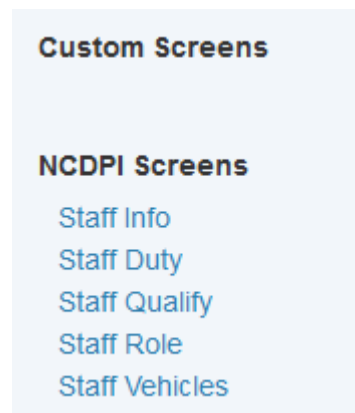 Custom Screens
NCDPI Screens
Staff Info
Staff Duty
Staff Qualify
Staff Role
Staff Vehicles